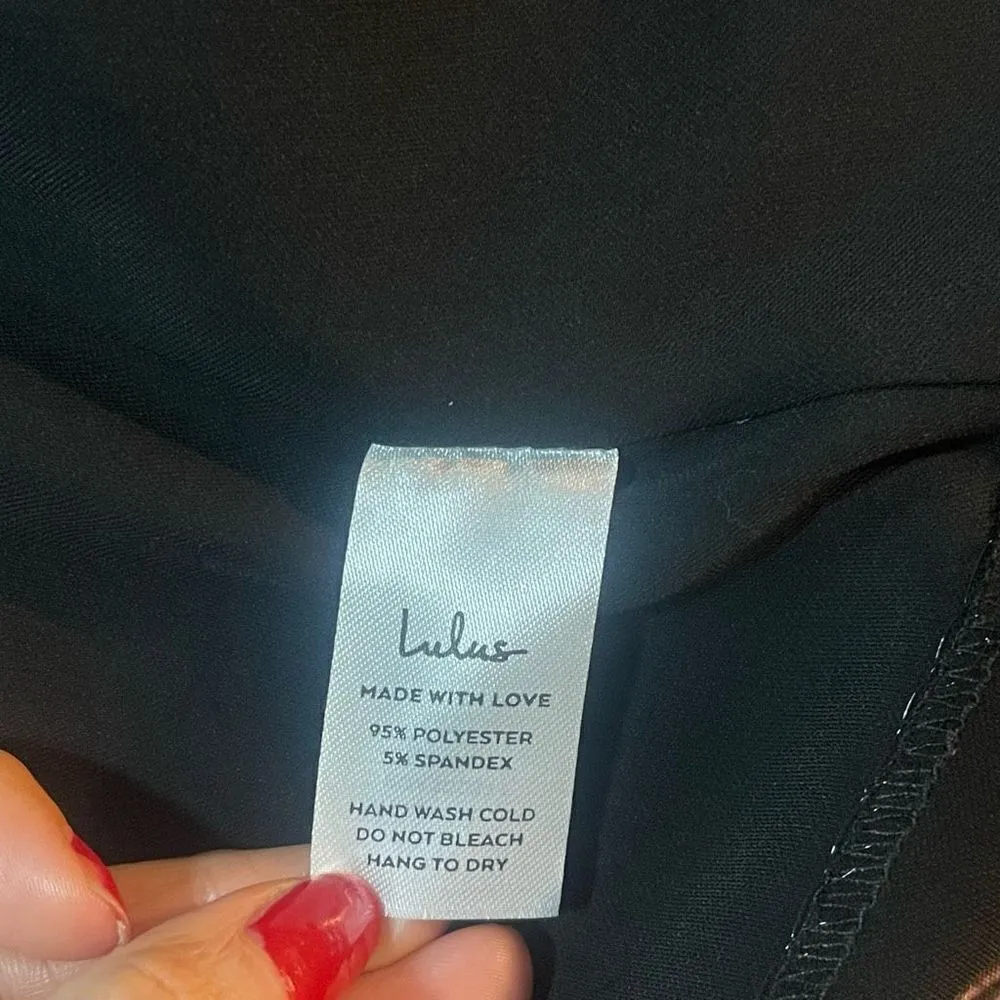 Lulus
MADE WITH LOVE
95% POLYESTER
5% SPANDEX
HAND WASH COLD
DO NOT BLEACH
HANG TO DRY